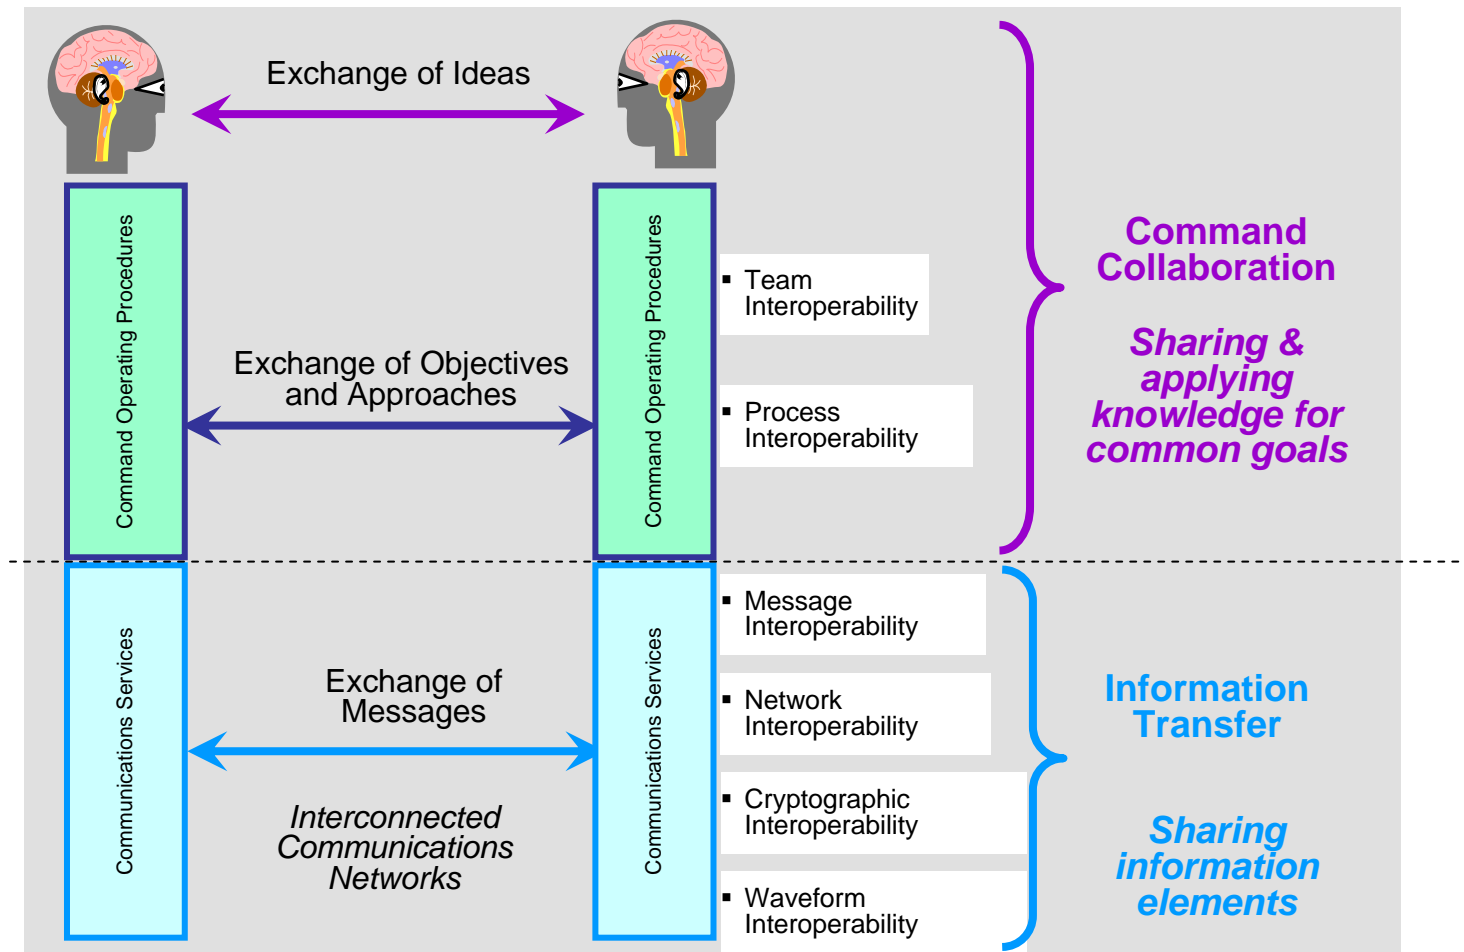 Exchange of Ideas
Command Operating Procedures
Command Operating Procedures
▪ Team
Interoperability
Exchange of Objectives
and Approaches
▪ Process
Interoperability
Command
Collaboration
Sharing &
applying
knowledge for
common goals
Communications Services
Communications Services
Exchange of
Messages
Interconnected
Communications
Networks
▪ Message
Interoperability
▪ Network
Interoperability
▪ Cryptographic
Interoperability
▪ Waveform
Interoperability
Information
Transfer
Sharing
information
elements